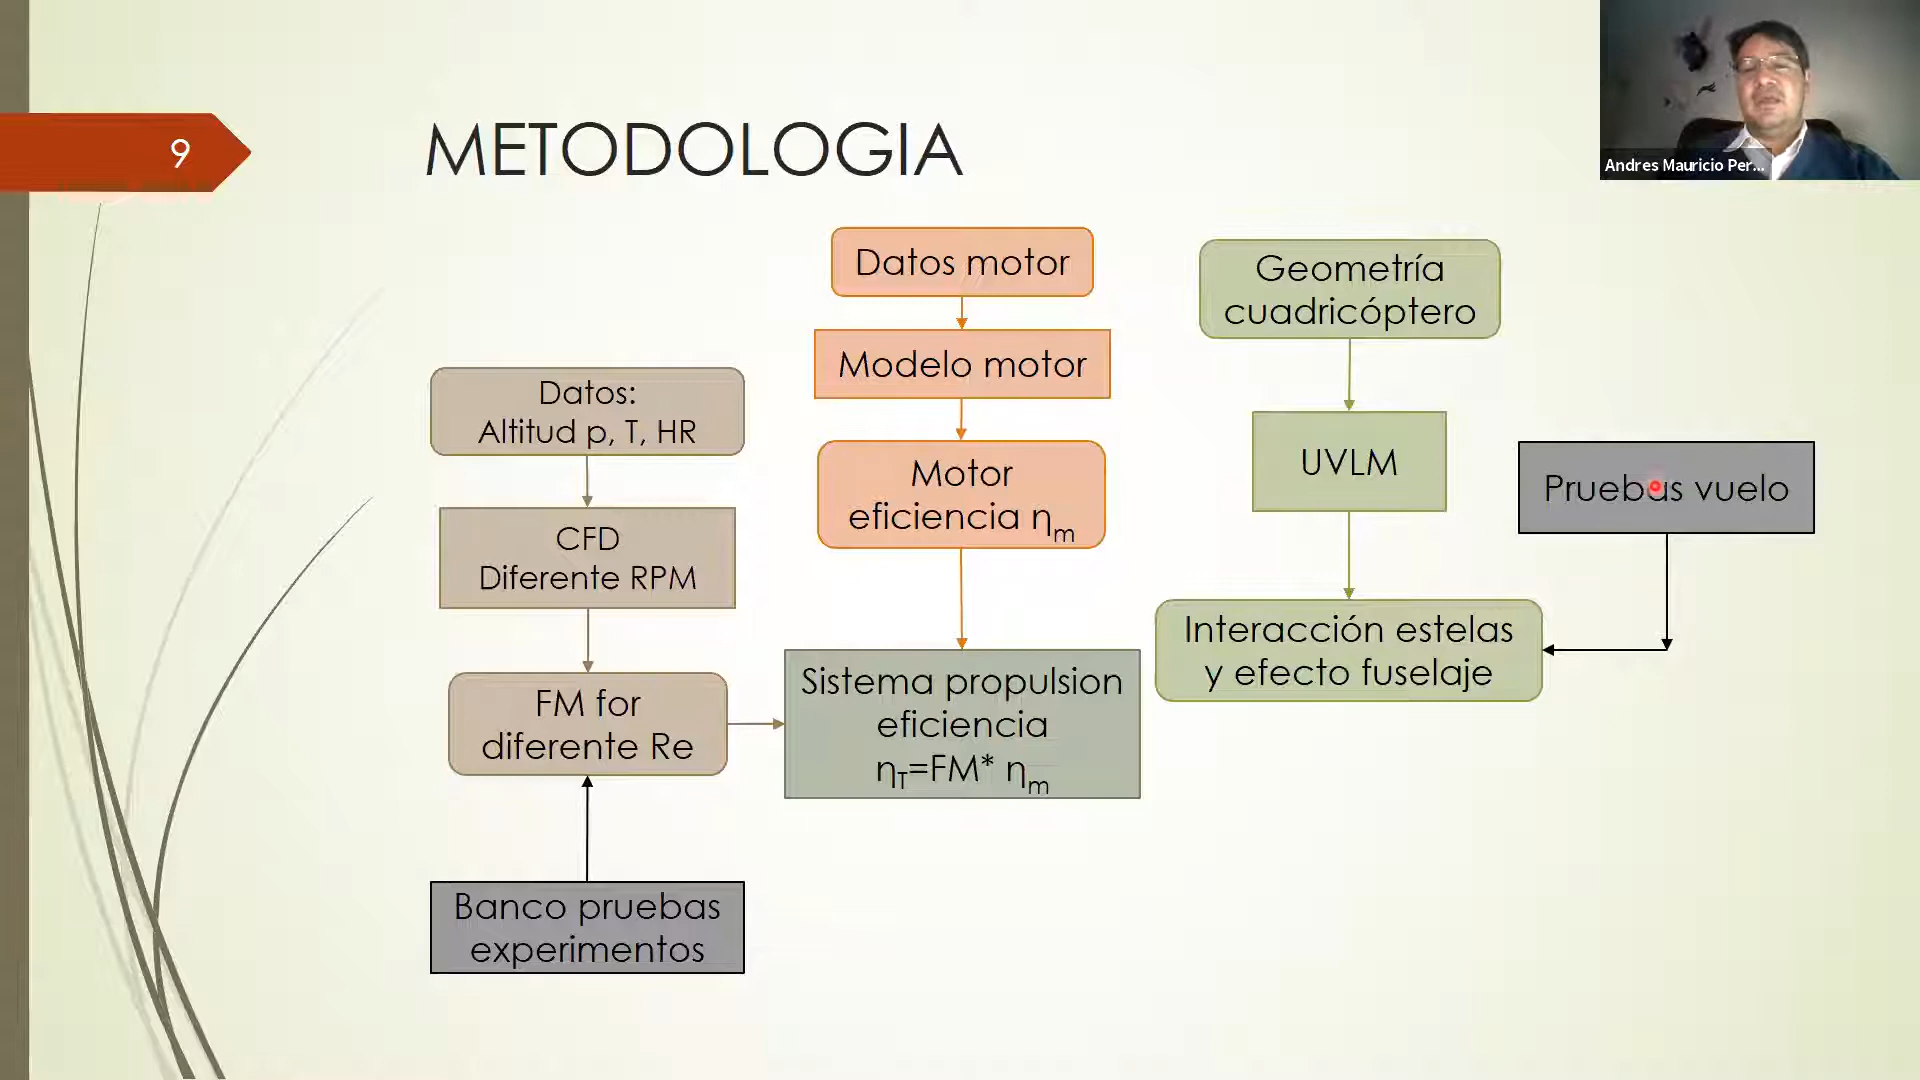 9
METODOLOGIA
Andres Mauricio Per...
Datos motor
Modelo motor
Motor
eficiencia ηm
Datos:
Altitud p, T, HR
CFD
Diferente RPM
FM for
diferente Re
Banco pruebas
experimentos
Sistema propulsion
eficiencia
ηT=FM* ηm
Geometría
cuadricóptero
UVLM
Interacción estelas
y efecto fuselaje
Pruebas vuelo